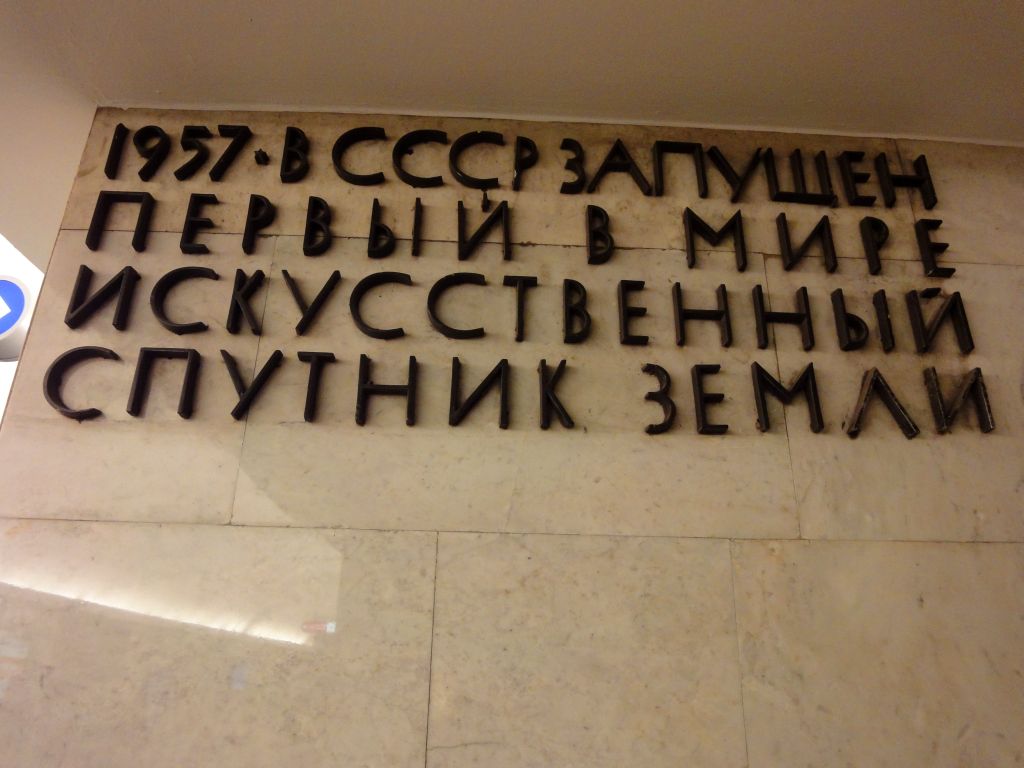 1957·В СССР ЗАПУЩЕН
ПЕРВЫЙ В МИРЕ
ИСКУССТВЕННЫЙ
СПУТНИК ЗЕМЛИ